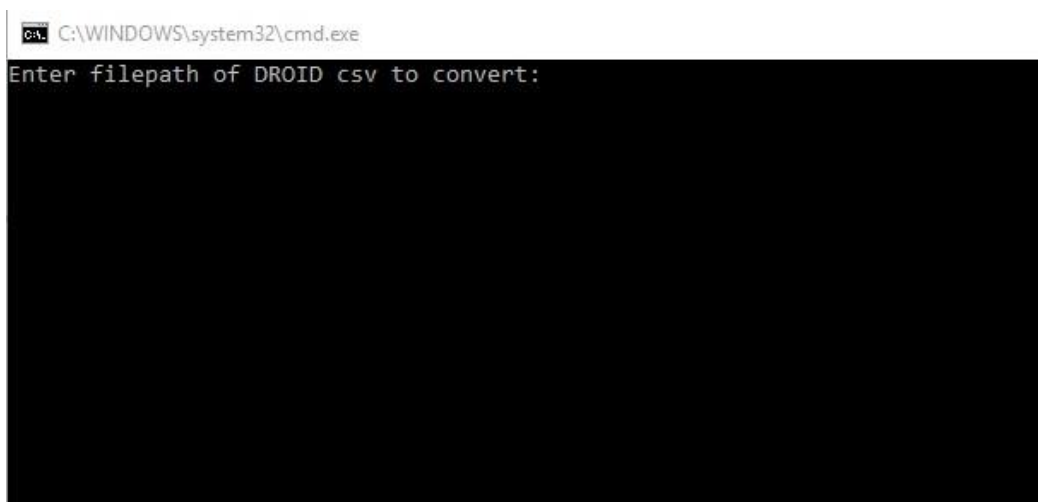 C:\WINDOWS\system32\cmd.exe
Enter filepath of DROID csv to convert: